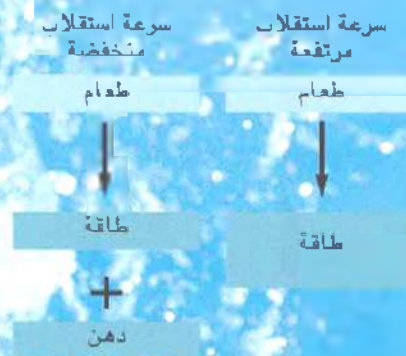 سرعة استقلاب
مرتفعة
طعام
طاقة
سرعة استقلاب
منخفضة
طعام
طاقة
+
دهن